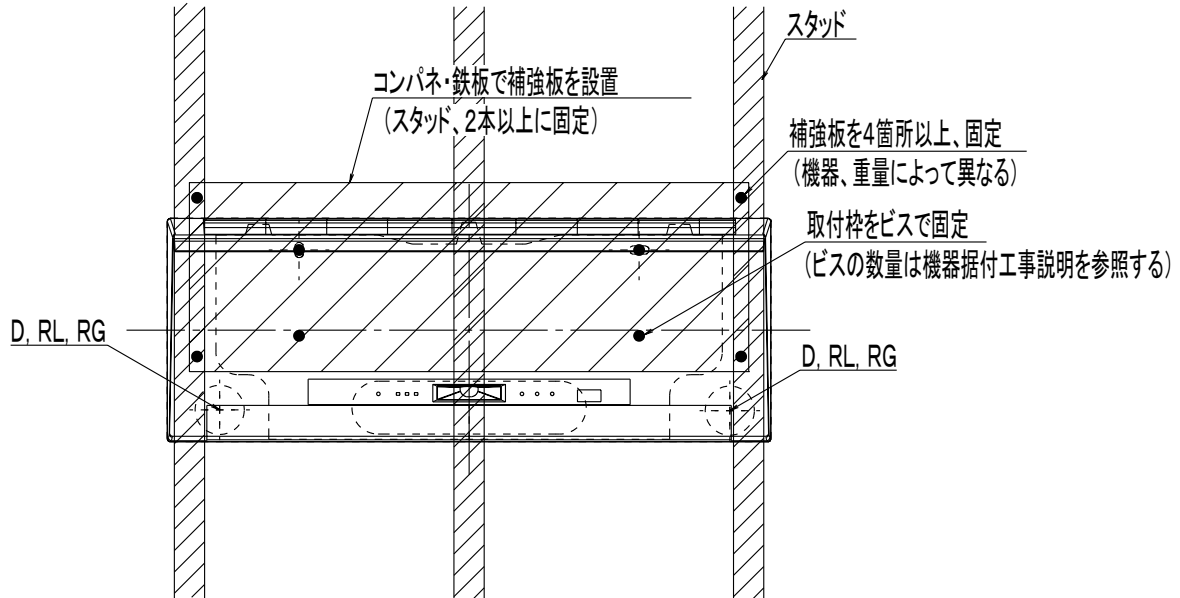 スタッド
コンパネ・鉄板で補強板を設置
(スタッド、2本以上に固定)
補強板を4箇所以上、固定
(機器、重量によって異なる)
取付枠をビスで固定
(ビスの数量は機器据付工事説明を参照する)
D, RL, RG
D, RL, RG